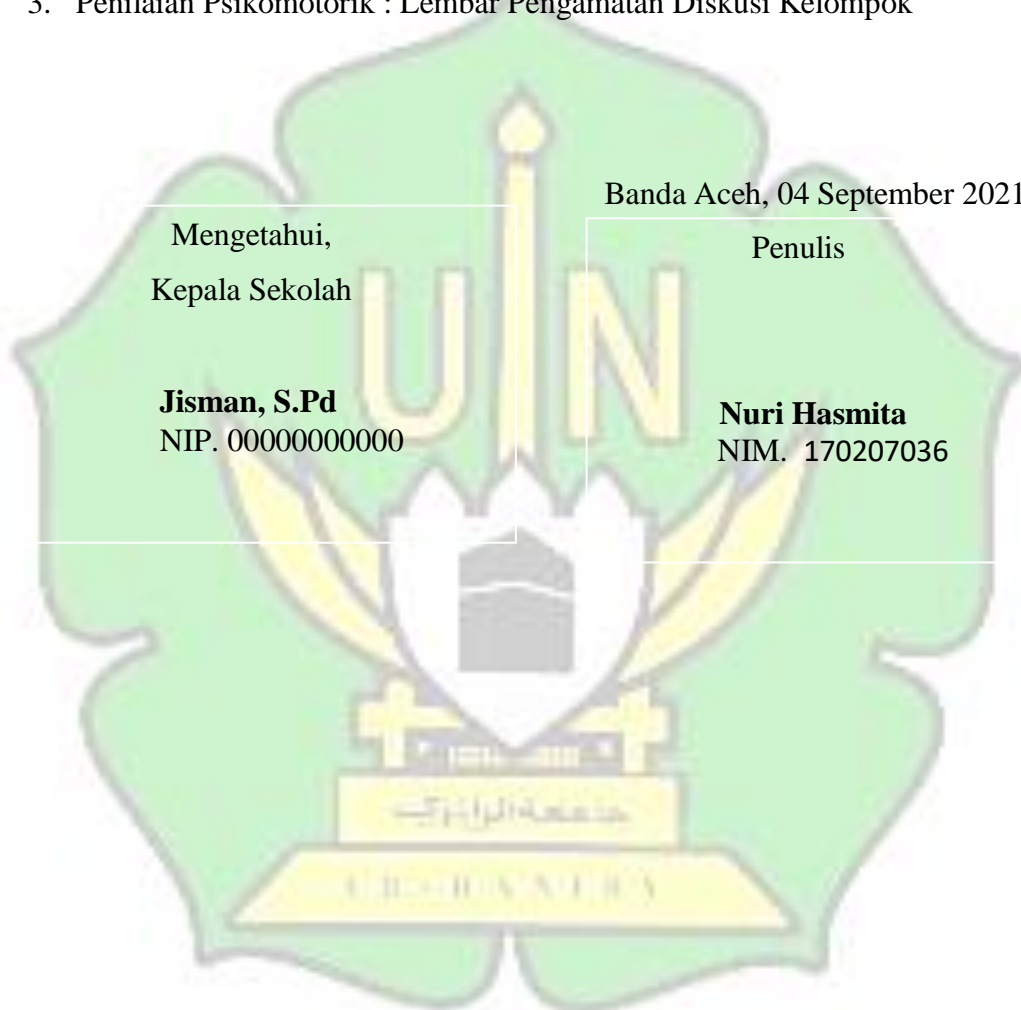 3. Penilaian Psikomotorik : Lembar Pengamatan Diskusi Kelompok
Banda Aceh, 04 September 2021
Mengetahui,
Kepala Sekolah
Penulis
Jisman, S.Pd
NIP. 00000000000
Nuri Hasmita
NIM. 170207036
UIN